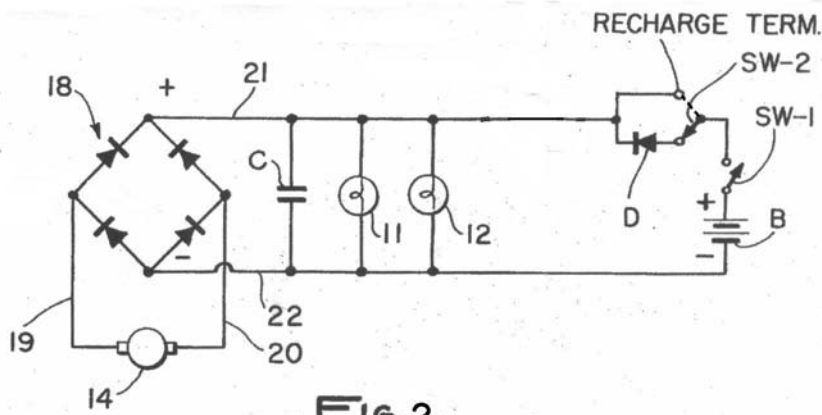 RECHARGE TERM.
SW-2
SW-1
18
+
21
C
11
12
D
+
B
-
-
22
19
20
14
FIG. 2